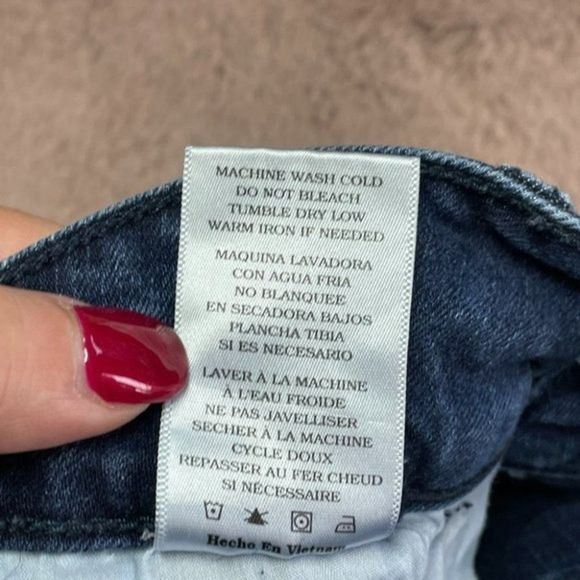 MACHINE WASH COLD
DO NOT BLEACH
TUMBLE DRY LOW
WARM IRON IF NEEDED
MAQUINA LAVADORA
CON AGUA FRIA
NO BLANQUEE
EN SECADORA BAJOS
PLANCHA TIBIA
SI ES NECESARIO
LAVER À LA MACHINE
À L'EAU FROIDE
NE PAS JAVELLISER
SECHER À LA MACHINE
CYCLE DOUX
REPASSER AU FER CHEUD
SI NÉCESSAIRE
Hecho En Vietnam